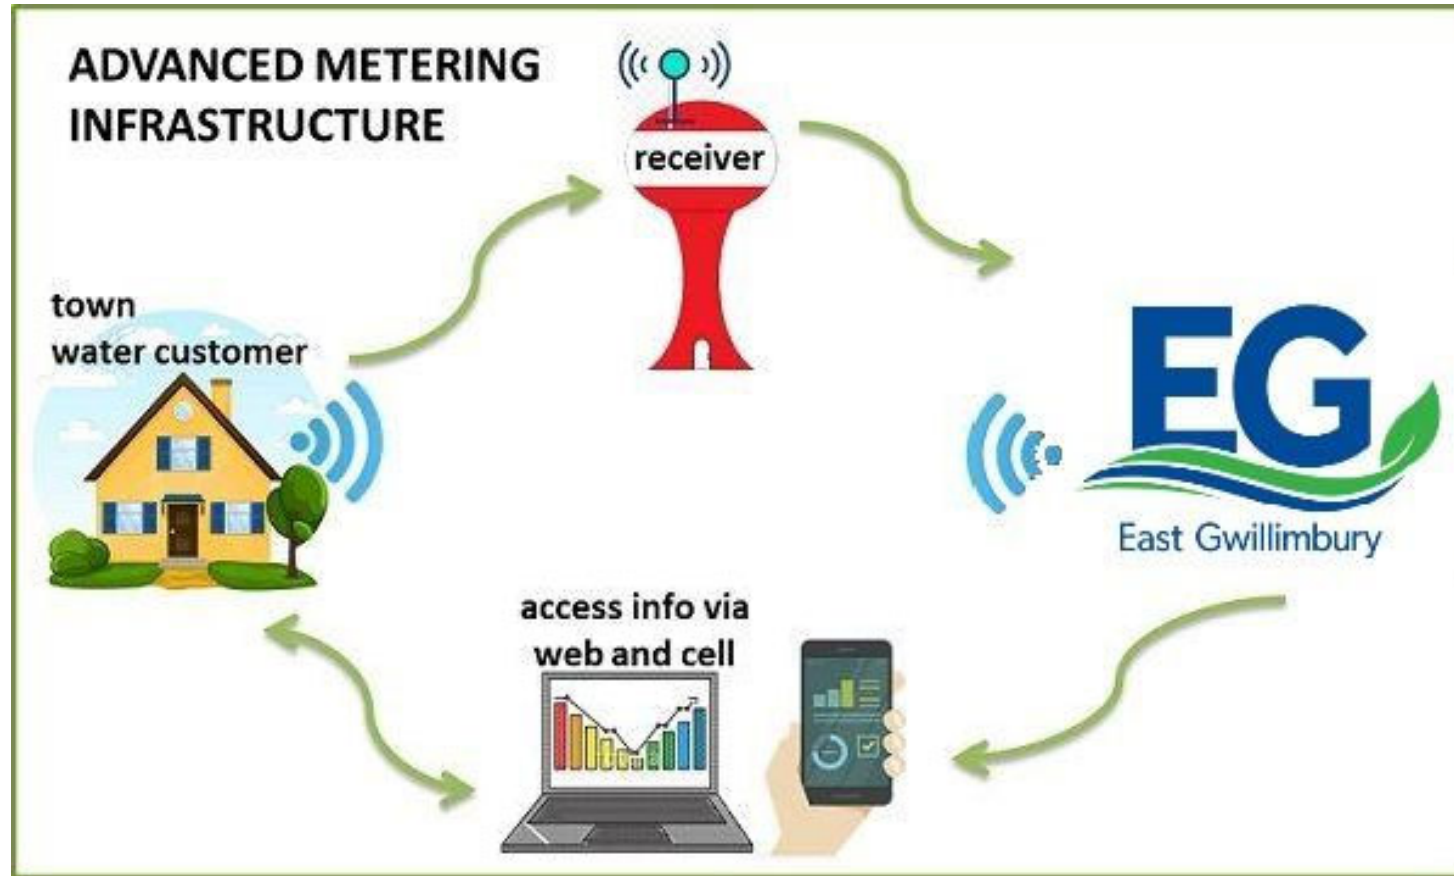 ADVANCED METERING
INFRASTRUCTURE
receiver
town
water customer
EG
East Gwillimbury
access info via
web and cell